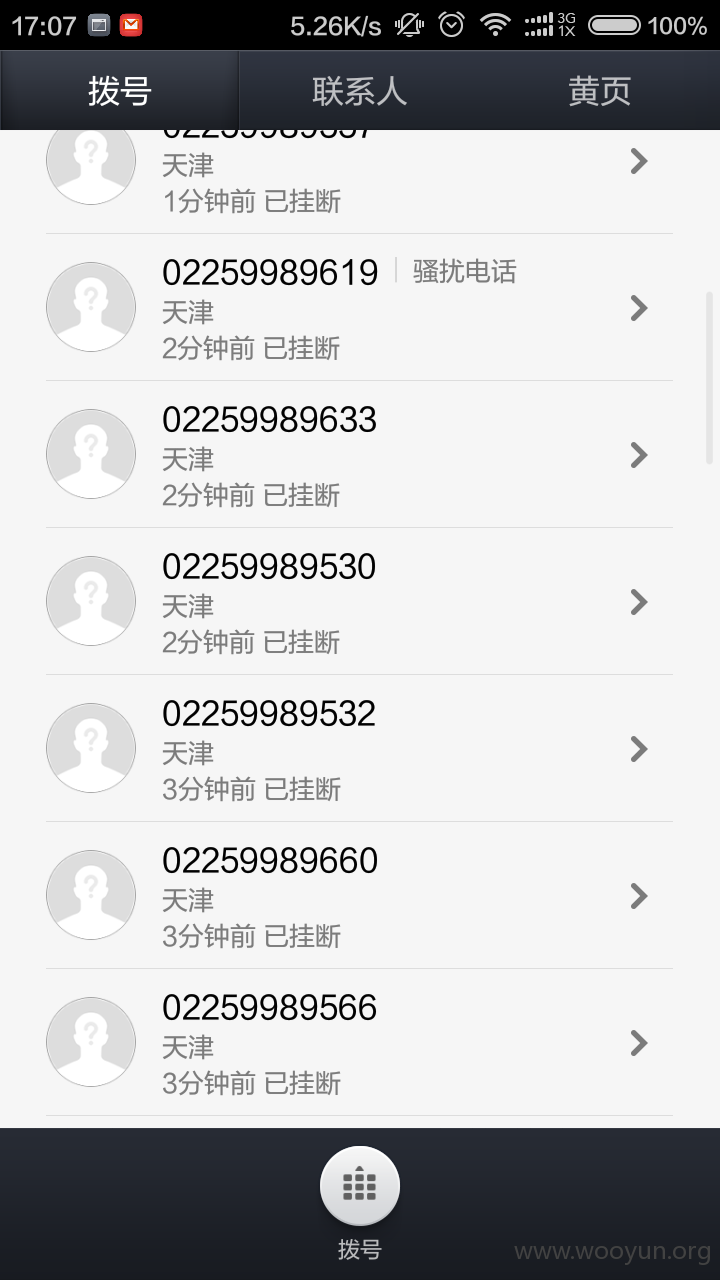 17:07 5.26K/s 3G 1X 100%
拨号 联系人 黄页
天津
1分钟前 已挂断
02259989619 骚扰电话
天津
2分钟前 已挂断
02259989633
天津
2分钟前 已挂断
02259989530
天津
2分钟前 已挂断
02259989532
天津
3分钟前 已挂断
02259989660
天津
3分钟前 已挂断
02259989566
天津
3分钟前 已挂断
拨号
www.wooyun.org